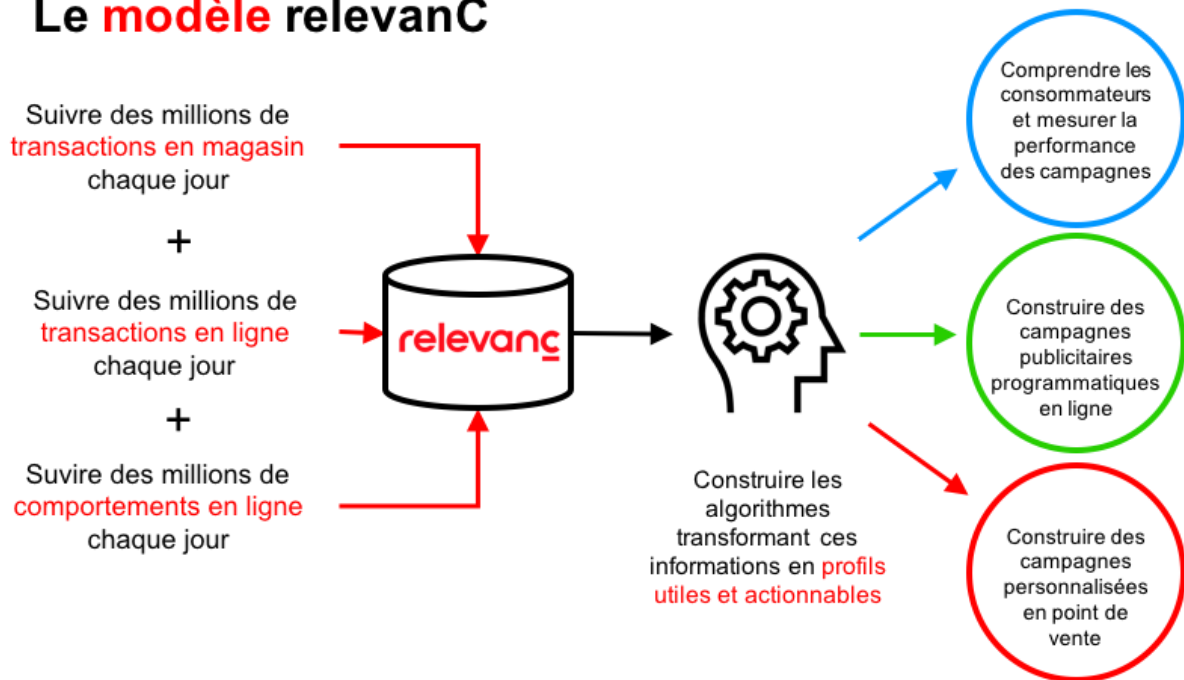 Le modèle relevanC
Suivre des millions de
transactions en magasin
chaque jour
+
Suivre des millions de
transactions en ligne
chaque jour
+
Suvire des millions de
comportements en ligne
chaque jour
relevanc
Construire les
algorithmes
transformant ces
informations en profils
utiles et actionnables
Comprendre les
consommateurs
et mesurer la
performance
des campagnes
Construire des
campagnes
publicitaires
programmatiques
en ligne
Construire des
campagnes
personnalisées
en point de
vente